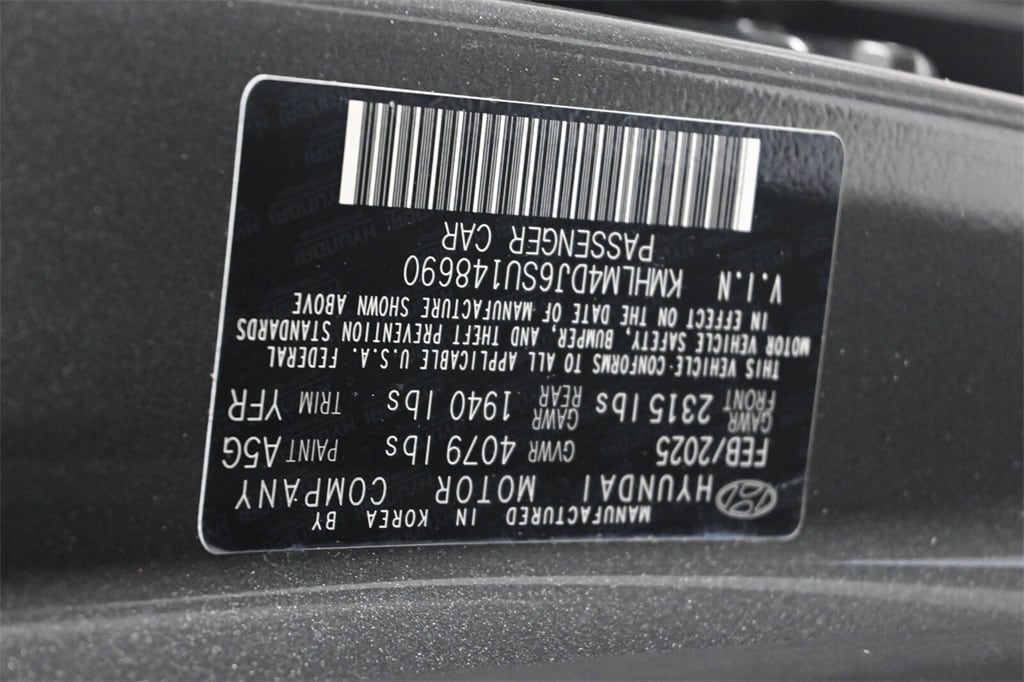 MANUFACTURED IN KOREA BY
HYUNDAI MOTOR COMPANY
FEB/2025 GVWR 4079 lbs PAINT A5G
GAWR FRONT 2315 lbs GAWR REAR 1940 lbs TRIM YFR
THIS VEHICLE CONFORMS TO ALL APPLICABLE U.S.A. FEDERAL
MOTOR VEHICLE SAFETY, BUMPER, AND THEFT PREVENTION STANDARDS
IN EFFECT ON THE DATE OF MANUFACTURE SHOWN ABOVE
V.I.N KMHLM4DJ6SU148690
PASSENGER CAR